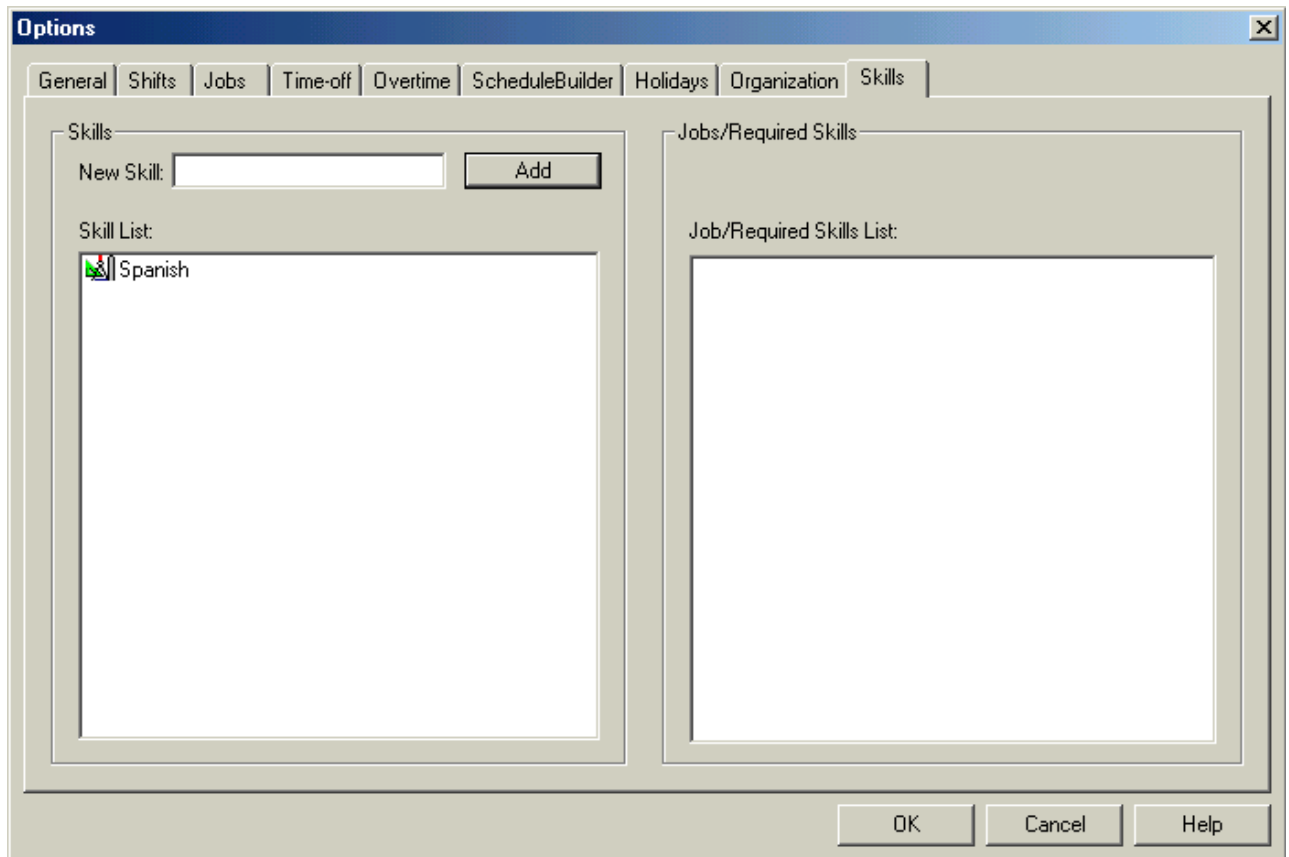 Options
General Shifts Jobs Time-off Overtime ScheduleBuilder Holidays Organization Skills
Skills
New Skill: Add
Skill List:
Spanish
Jobs/Required Skills
Job/Required Skills List:
OK Cancel Help